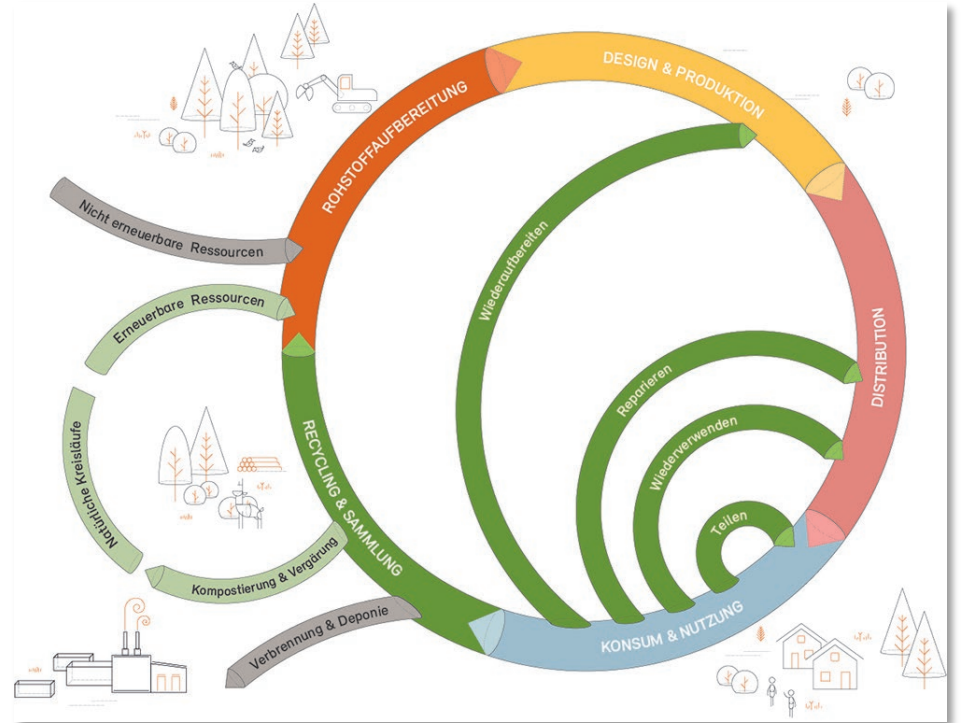 ROHSTOFFAUFBEREITUNG
DESIGN & PRODUKTION
DISTRIBUTION
KONSUM & NUTZUNG
RECYCLING & SAMMLUNG
Wiederaufbereiten
Reparieren
Wiederverwenden
Teilen
Nicht erneuerbare Ressourcen
Erneuerbare Ressourcen
Natürliche Kreisläufe
Kompostierung & Vergärung
Verbrennung & Deponie